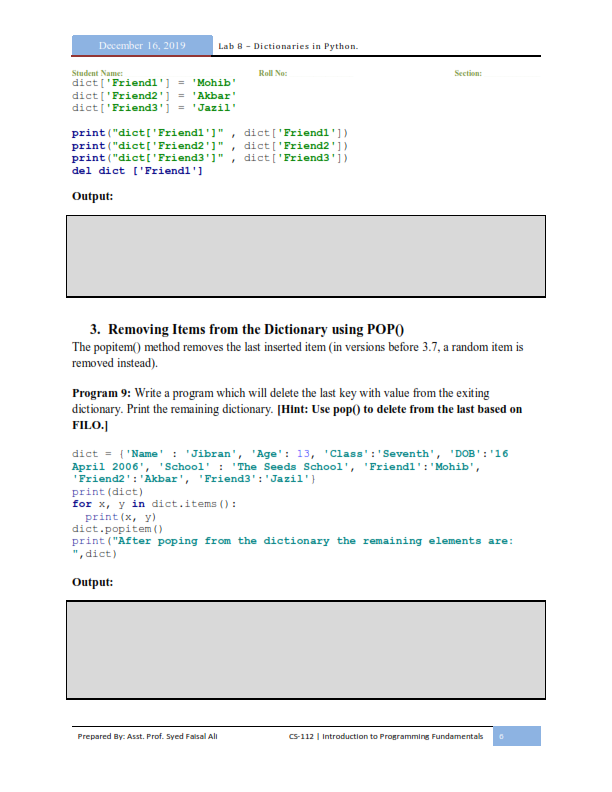 December 16, 2019 Lab 8 – Dictionaries in Python.
Student Name: Roll No: Section:
dict['Friend1'] = 'Mohib'
dict['Friend2'] = 'Akbar'
dict['Friend3'] = 'Jazil'
print("dict['Friend1']" , dict['Friend1'])
print("dict['Friend2']" , dict['Friend2'])
print("dict['Friend3']" , dict['Friend3'])
del dict ['Friend1']
Output:
3. Removing Items from the Dictionary using POP()
The popitem() method removes the last inserted item (in versions before 3.7, a random item is
removed instead).
Program 9: Write a program which will delete the last key with value from the exiting
dictionary. Print the remaining dictionary. [Hint: Use pop() to delete from the last based on
FILO.]
dict = {'Name' : 'Jibran', 'Age': 13, 'Class':'Seventh', 'DOB':'16
April 2006', 'School' : 'The Seeds School', 'Friend1':'Mohib',
'Friend2':'Akbar', 'Friend3':'Jazil'}
print(dict)
for x, y in dict.items():
  print(x, y)
dict.popitem()
print("After poping from the dictionary the remaining elements are:
",dict)
Output:
Prepared By: Asst. Prof. Syed Faisal Ali CS-112 | Introduction to Programming Fundamentals 6